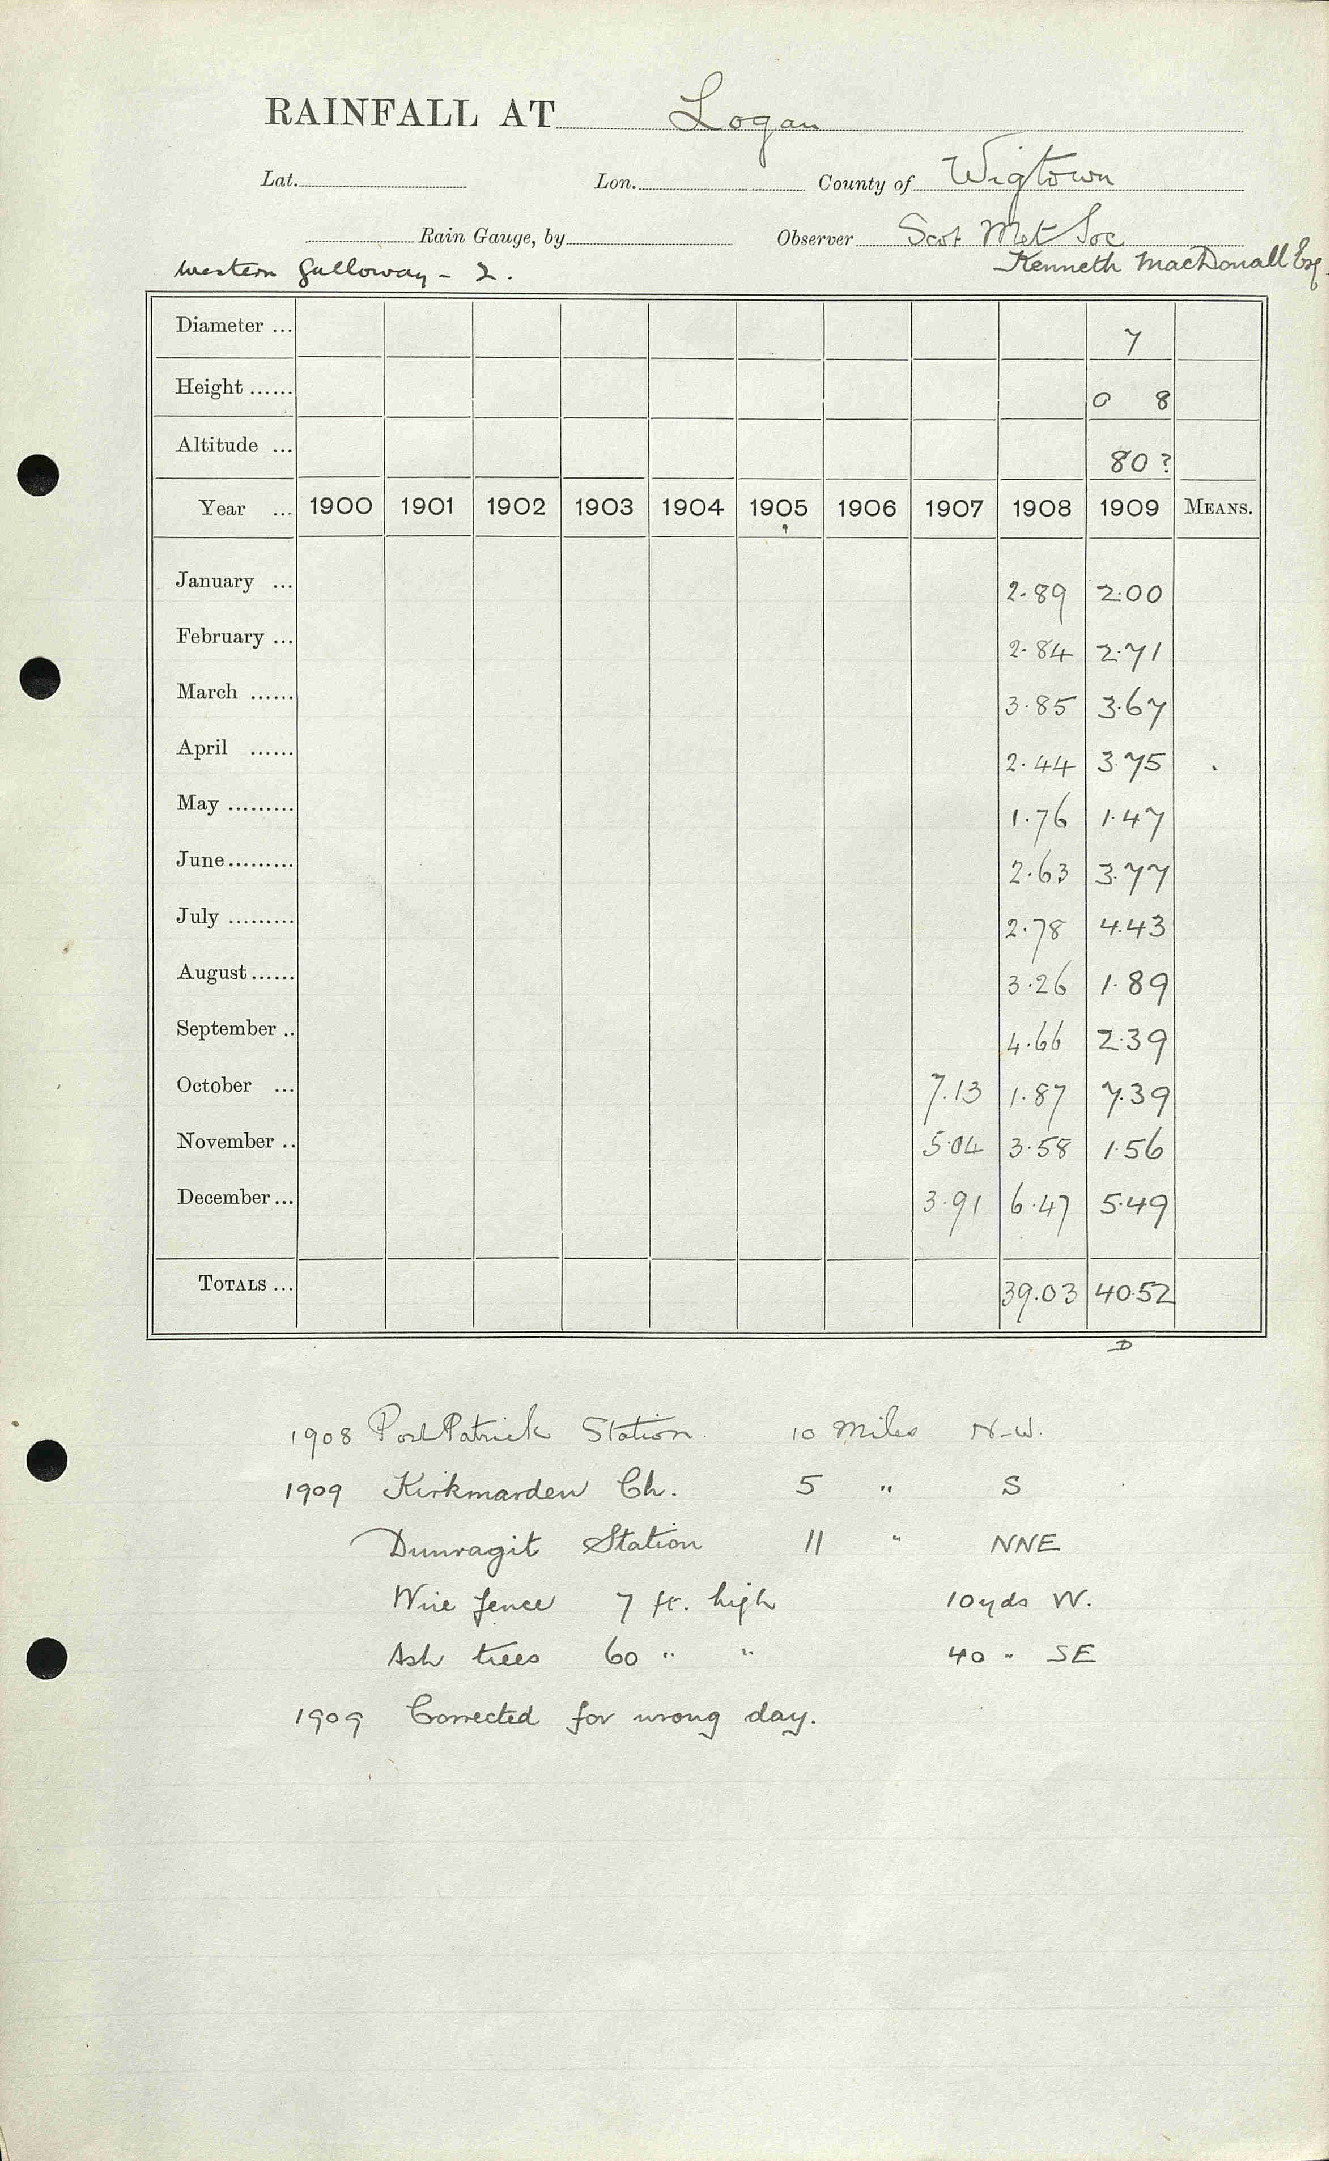 RAINFALL AT Logan
Lat. Lon. County of Wigtown
Rain Gauge, by Observer Scot Met Soc
Western Galloway - 2. Kenneth MacDouall Esq.
Diameter ... 7
Height ...... 0 8
Altitude ... 80?
Year ... 1900 1901 1902 1903 1904 1905 1906 1907 1908 1909 MEANS.
January ... 2.89 2.00
February ... 2.84 2.71
March ...... 3.85 3.67
April ...... 2.44 3.75
May ......... 1.76 1.47
June ......... 2.63 3.77
July ......... 2.78 4.43
August ...... 3.26 1.89
September .. 4.66 2.39
October ... 7.13 1.87 7.39
November .. 5.04 3.58 1.56
December ... 3.91 6.47 5.49
TOTALS ... 39.03 40.52
D
1908 PortPatrick Station 10 miles N-W.
1909 Kirkmarden Ch. 5 " S
Dunragit Station 11 " NNE
Wire fence 7 ft. high 10 yds W.
Ash trees 60 " " 40 " SE
1909 Corrected for wrong day.